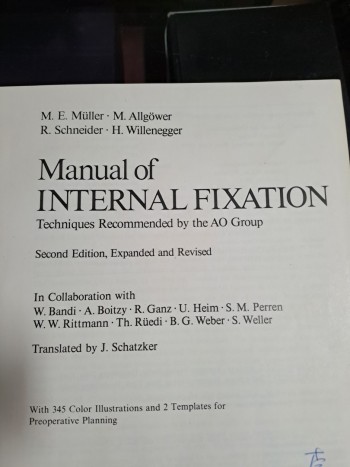 M. E. Müller · M. Allgöwer
R. Schneider · H. Willenegger
Manual of
INTERNAL FIXATION
Techniques Recommended by the AO Group
Second Edition, Expanded and Revised
In Collaboration with
W. Bandi · A. Boitzy · R. Ganz · U. Heim · S. M. Perren
W. W. Rittmann · Th. Rüedi · B. G. Weber · S. Weller
Translated by J. Schatzker
With 345 Color Illustrations and 2 Templates for
Preoperative Planning